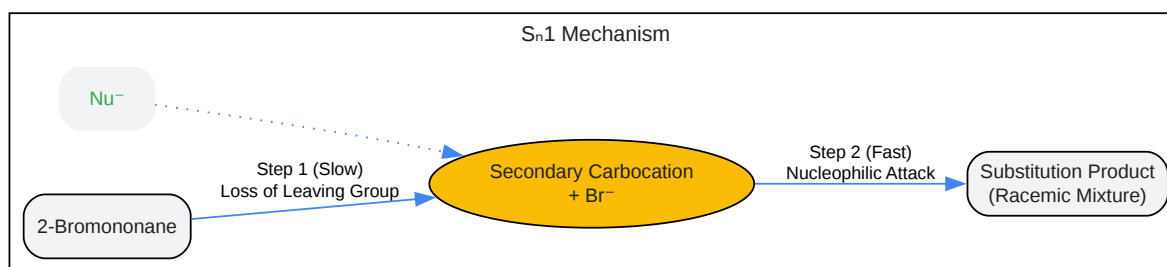 Sₙ1 Mechanism
Nu⁻
Step 1 (Slow)
Loss of Leaving Group
2-Bromononane
Secondary Carbocation
+ Br⁻
Step 2 (Fast)
Nucleophilic Attack
Substitution Product
(Racemic Mixture)